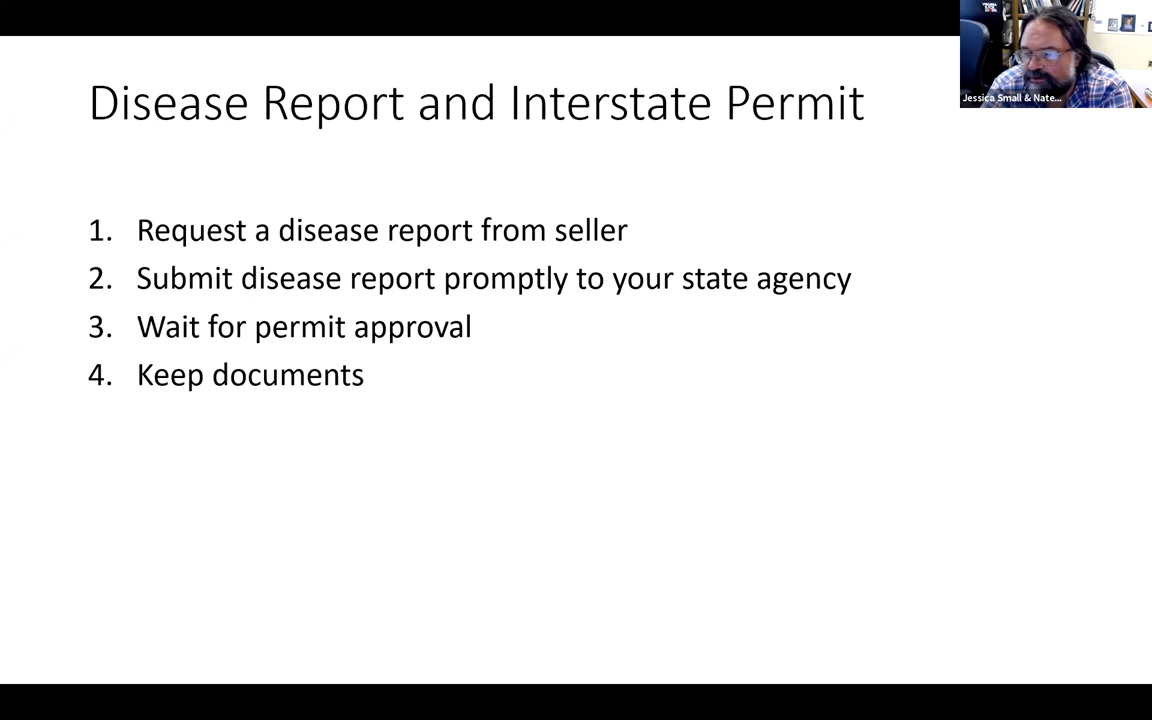 Disease Report and Interstate Permit
Jessica Small & Nate...
1. Request a disease report from seller
2. Submit disease report promptly to your state agency
3. Wait for permit approval
4. Keep documents